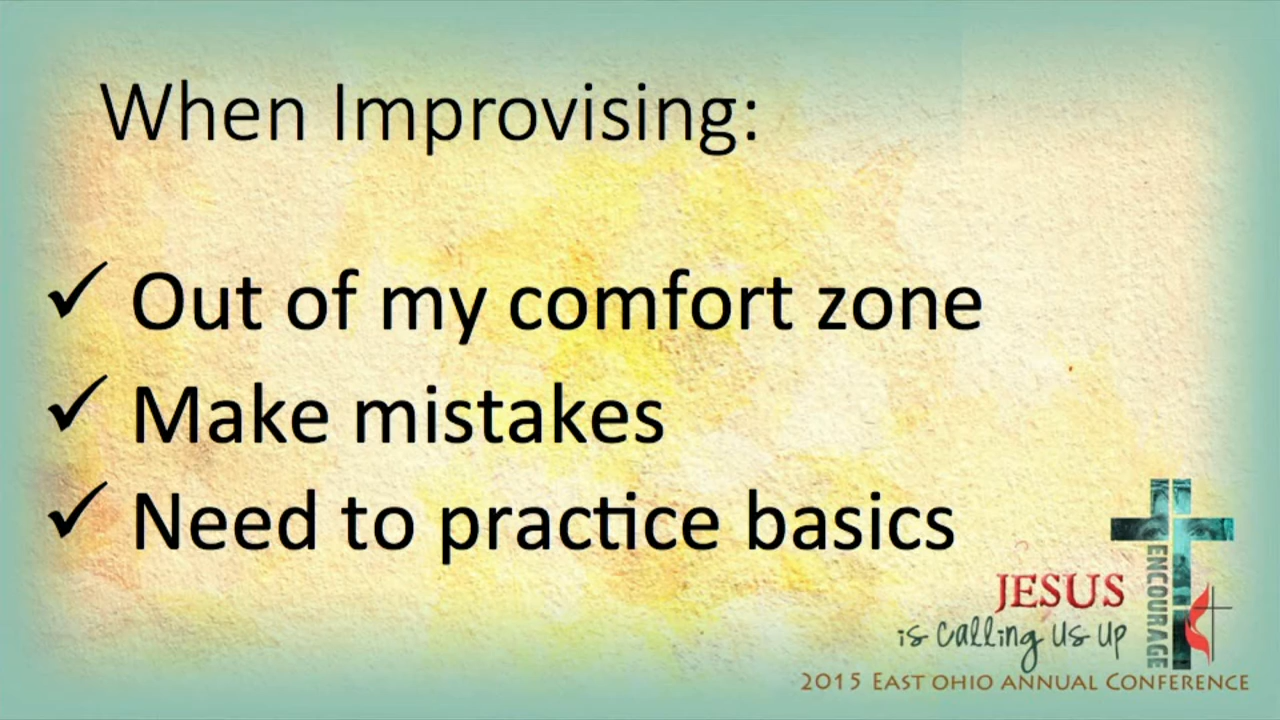 When Improvising:
✓ Out of my comfort zone
✓ Make mistakes
✓ Need to practice basics
JESUS
is calling us up
ENCOURAGE
2015 EAST OHIO ANNUAL CONFERENCE